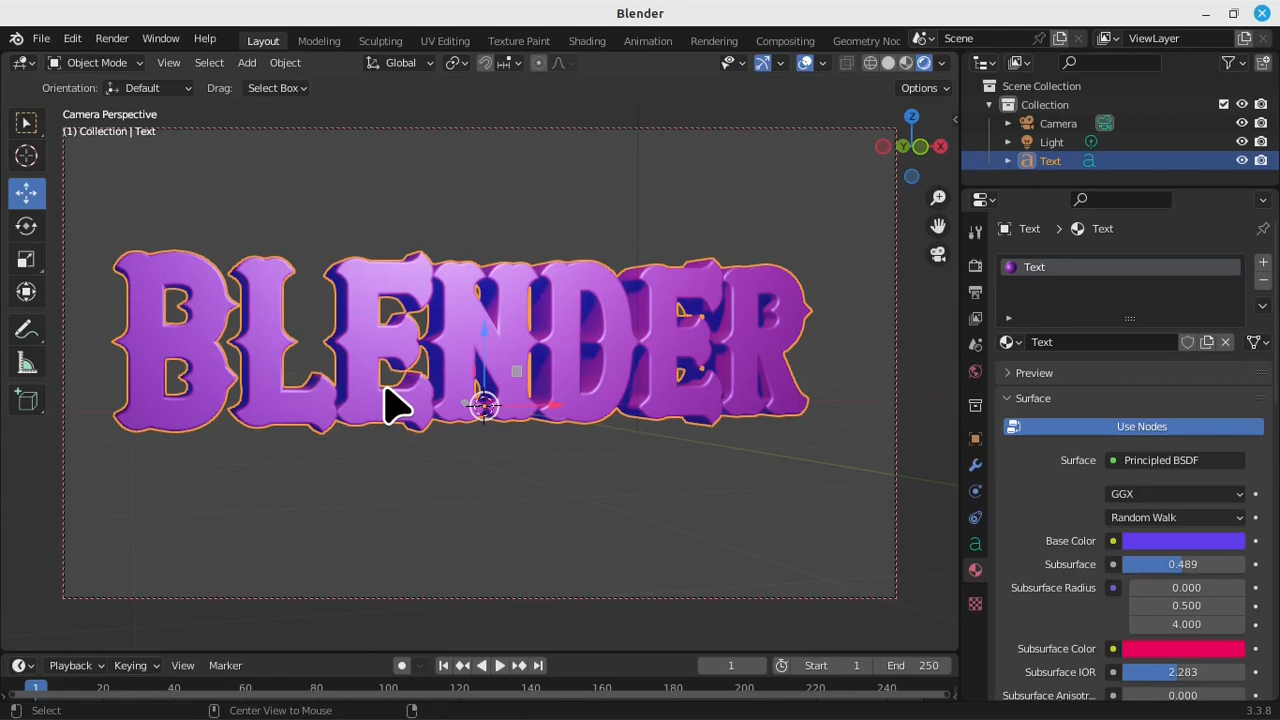 Blender
File Edit Render Window Help
Layout Modeling Sculpting UV Editing Texture Paint Shading Animation Rendering Compositing Geometry Noc
Scene
ViewLayer
Object Mode View Select Add Object
Global
Orientation: Default Drag: Select Box
Options
Camera Perspective
(1) Collection | Text
Z
Y
X
BLENDER
Scene Collection
Collection
Camera
Light
Text
a
Text > Text
Text
Text
Preview
Surface
Use Nodes
Surface Principled BSDF
GGX
Random Walk
Base Color
Subsurface 0.489
Subsurface Radius 0.000
0.500
4.000
Subsurface Color
Subsurface IOR 2.283
Subsurface Anisotr... 0.000
Playback Keying View Marker
1
Start 1
End 250
1 20 40 60 80 100 120 140 160 180 200 220 240
Select
Center View to Mouse
3.3.8